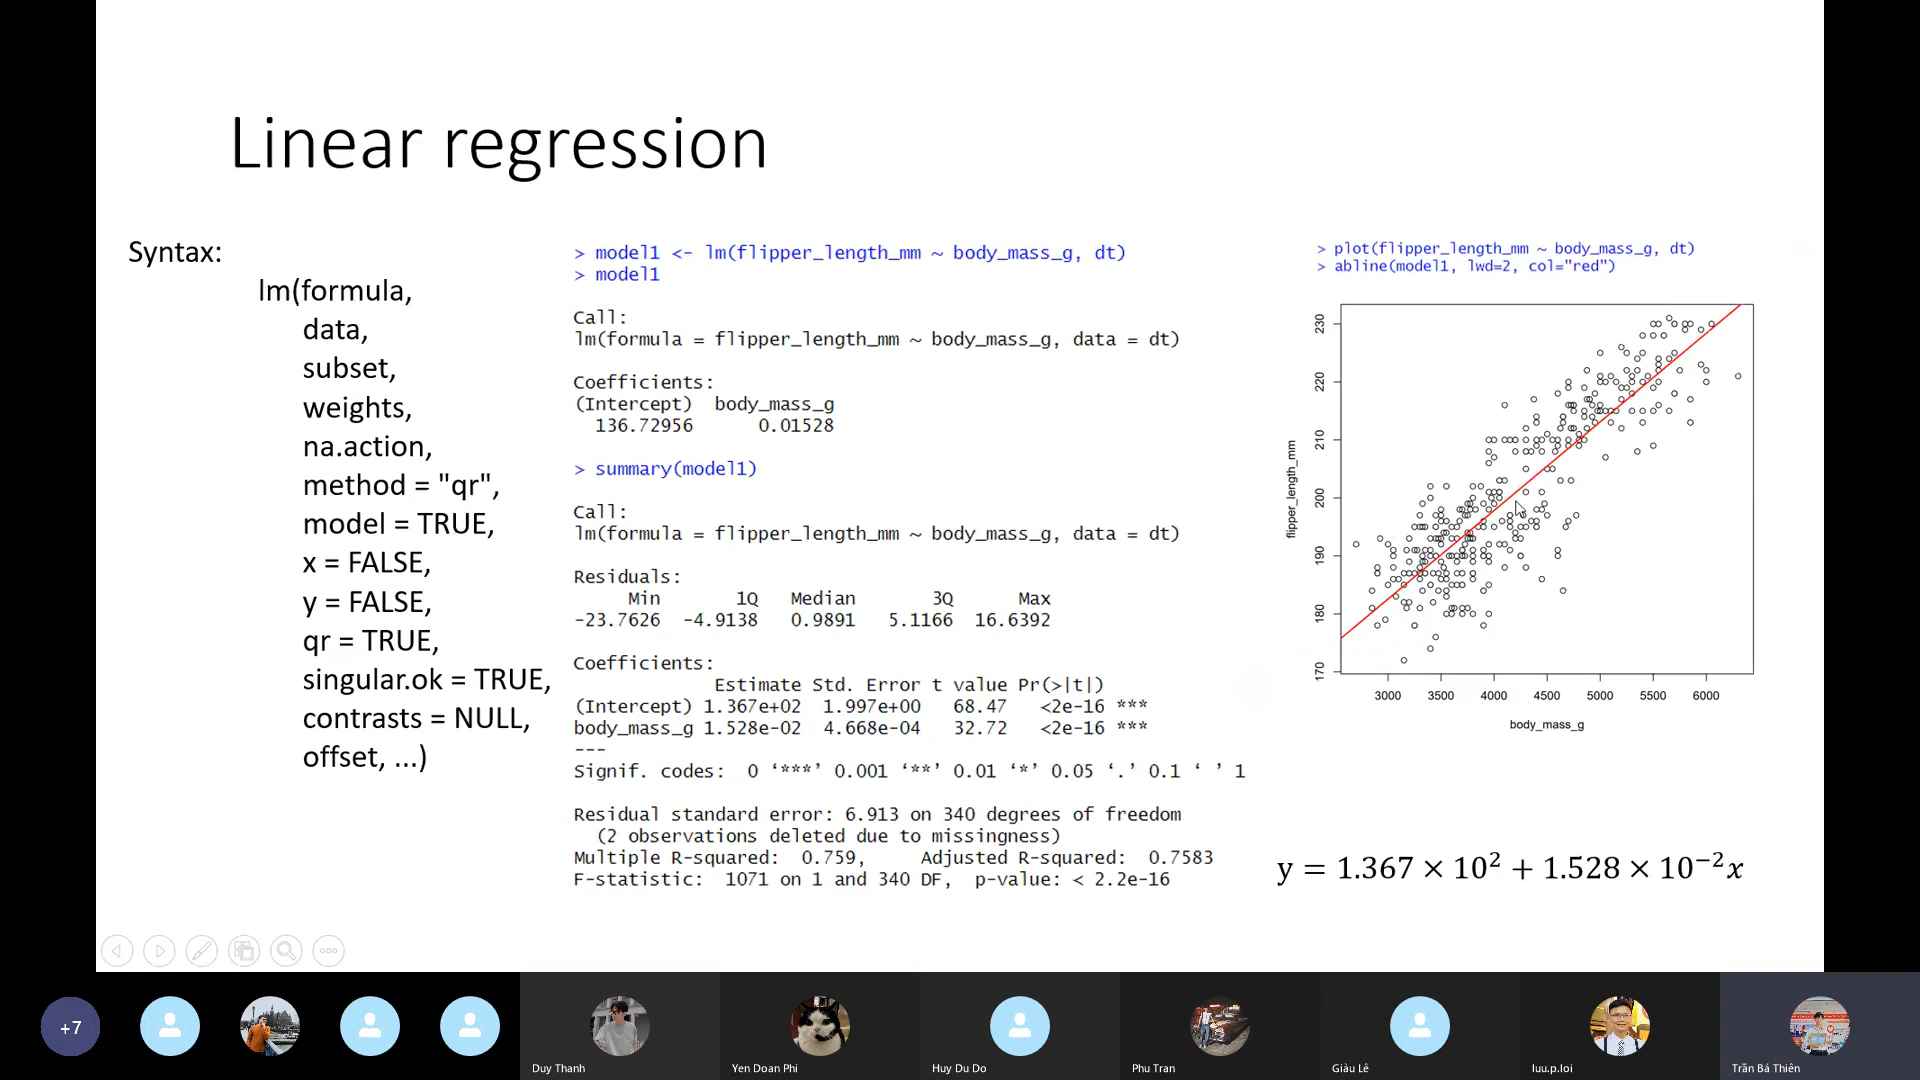 Linear regression
Syntax:
lm(formula,
data,
subset,
weights,
na.action,
method = "qr",
model = TRUE,
x = FALSE,
y = FALSE,
qr = TRUE,
singular.ok = TRUE,
contrasts = NULL,
offset, ...)
> model1 <- lm(flipper_length_mm ~ body_mass_g, dt)
> model1
Call:
lm(formula = flipper_length_mm ~ body_mass_g, data = dt)
Coefficients:
(Intercept)  body_mass_g
136.72956      0.01528
> summary(model1)
Call:
lm(formula = flipper_length_mm ~ body_mass_g, data = dt)
Residuals:
Min       1Q   Median       3Q      Max
-23.7626  -4.9138   0.9891   5.1166  16.6392
Coefficients:
Estimate Std. Error t value Pr(>|t|)
(Intercept) 1.367e+02  1.997e+00   68.47   <2e-16 ***
body_mass_g 1.528e-02  4.668e-04   32.72   <2e-16 ***
---
Signif. codes:  0 ‘***’ 0.001 ‘**’ 0.01 ‘*’ 0.05 ‘.’ 0.1 ‘ ’ 1
Residual standard error: 6.913 on 340 degrees of freedom
(2 observations deleted due to missingness)
Multiple R-squared:  0.759,     Adjusted R-squared:  0.7583
F-statistic:  1071 on 1 and 340 DF,  p-value: < 2.2e-16
> plot(flipper_length_mm ~ body_mass_g, dt)
> abline(model1, lwd=2, col="red")
flipper_length_mm
230
220
210
200
190
180
170
3000 3500 4000 4500 5000 5500 6000
body_mass_g
y = 1.367 × 10² + 1.528 × 10⁻²x
+7
Duy Thanh
Yen Doan Phi
Huy Du Do
Phu Tran
Giàu Lê
luu.p.loi
Trần Bá Thiên